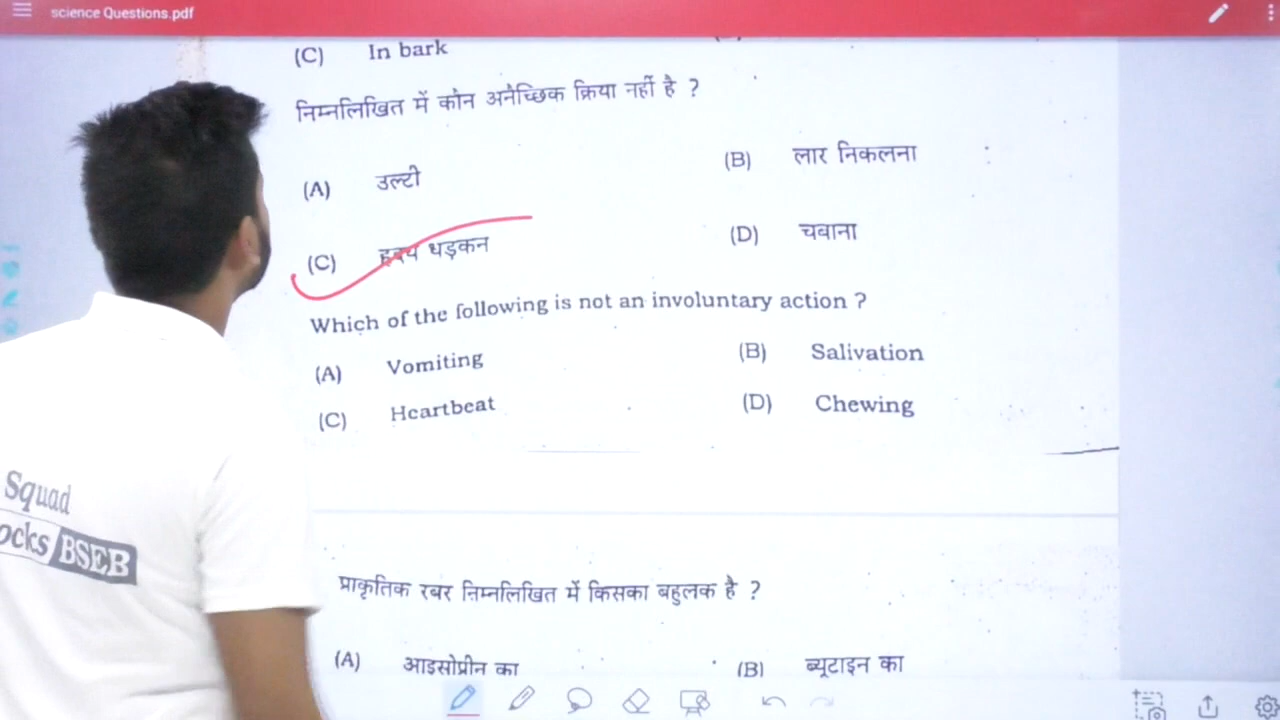 science Questions.pdf
(C) In bark
निम्नलिखित में कौन अनैच्छिक क्रिया नहीं है ?
(A) उल्टी (B) लार निकलना
(C) हृदय धड़कन (D) चबाना
Which of the following is not an involuntary action ?
(A) Vomiting (B) Salivation
(C) Heartbeat (D) Chewing
प्राकृतिक रबर निम्नलिखित में किसका बहुलक है ?
(A) आइसोप्रीन का (B) ब्यूटाइन का
Squad
ocks BSEB